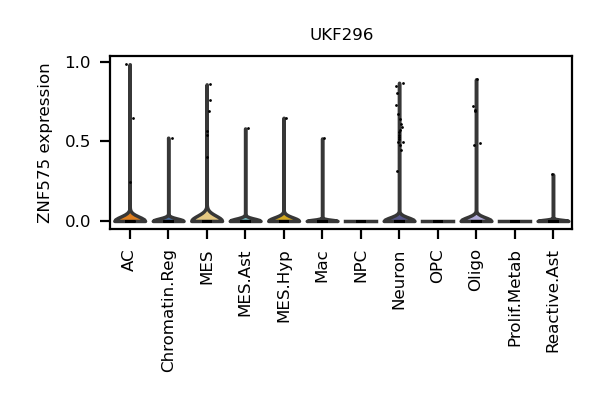 UKF296
ZNF575 expression
1.0
0.5
0.0
AC
Chromatin.Reg
MES
MES.Ast
MES.Hyp
Mac
NPC
Neuron
OPC
Oligo
Prolif.Metab
Reactive.Ast